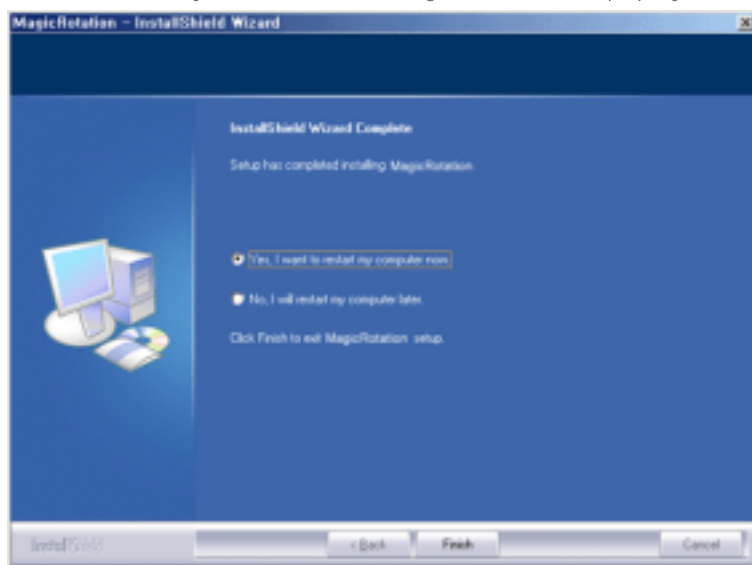 MagicRotation - InstallShield Wizard
InstallShield Wizard Complete
Setup has completed installing MagicRotation
Yes, I want to restart my computer now.
No, I will restart my computer later.
Click Finish to exit MagicRotation setup.
InstallShield
< Back
Finish
Cancel